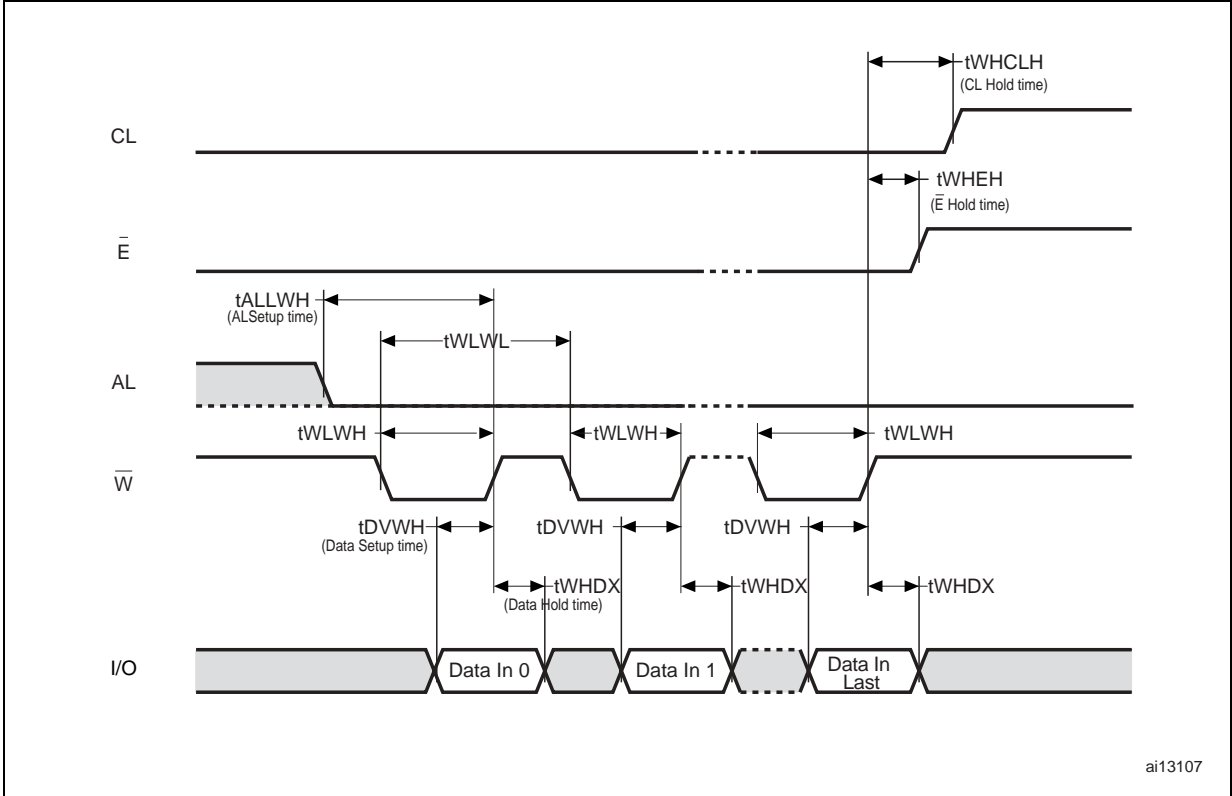 tWHCLH
(CL Hold time)
CL
tWHEH
(E̅ Hold time)
E̅
tALLWH
(ALSetup time)
tWLWL
AL
tWLWH
tWLWH
tWLWH
W̅
tDVWH
(Data Setup time)
tDVWH
tDVWH
tWHDX
(Data Hold time)
tWHDX
tWHDX
I/O
Data In 0
Data In 1
Data In
Last
ai13107